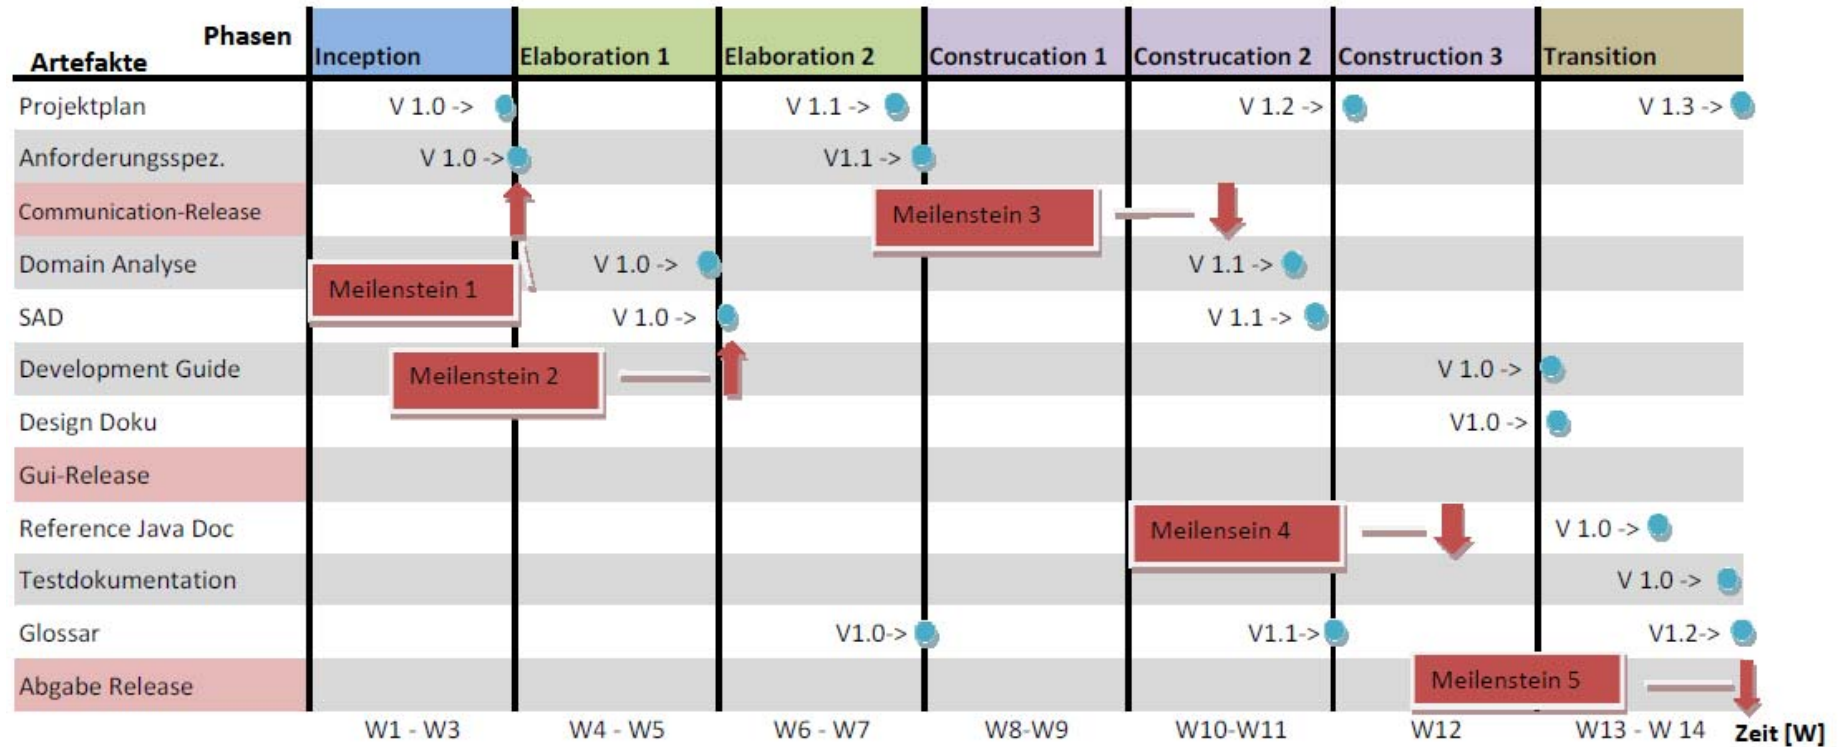 Phasen
Artefakte
Inception Elaboration 1 Elaboration 2 Construcation 1 Construcation 2 Construction 3 Transition
Projektplan V 1.0 -> V 1.1 -> V 1.2 -> V 1.3 ->
Anforderungsspez. V 1.0 -> V1.1 ->
Communication-Release Meilenstein 3
Domain Analyse V 1.0 -> V 1.1 ->
Meilenstein 1
SAD V 1.0 -> V 1.1 ->
Development Guide Meilenstein 2 V 1.0 ->
Design Doku V1.0 ->
Gui-Release
Reference Java Doc Meilensein 4 V 1.0 ->
Testdokumentation V 1.0 ->
Glossar V1.0-> V1.1-> V1.2->
Abgabe Release Meilenstein 5
W1 - W3 W4 - W5 W6 - W7 W8-W9 W10-W11 W12 W13 - W 14 Zeit [W]